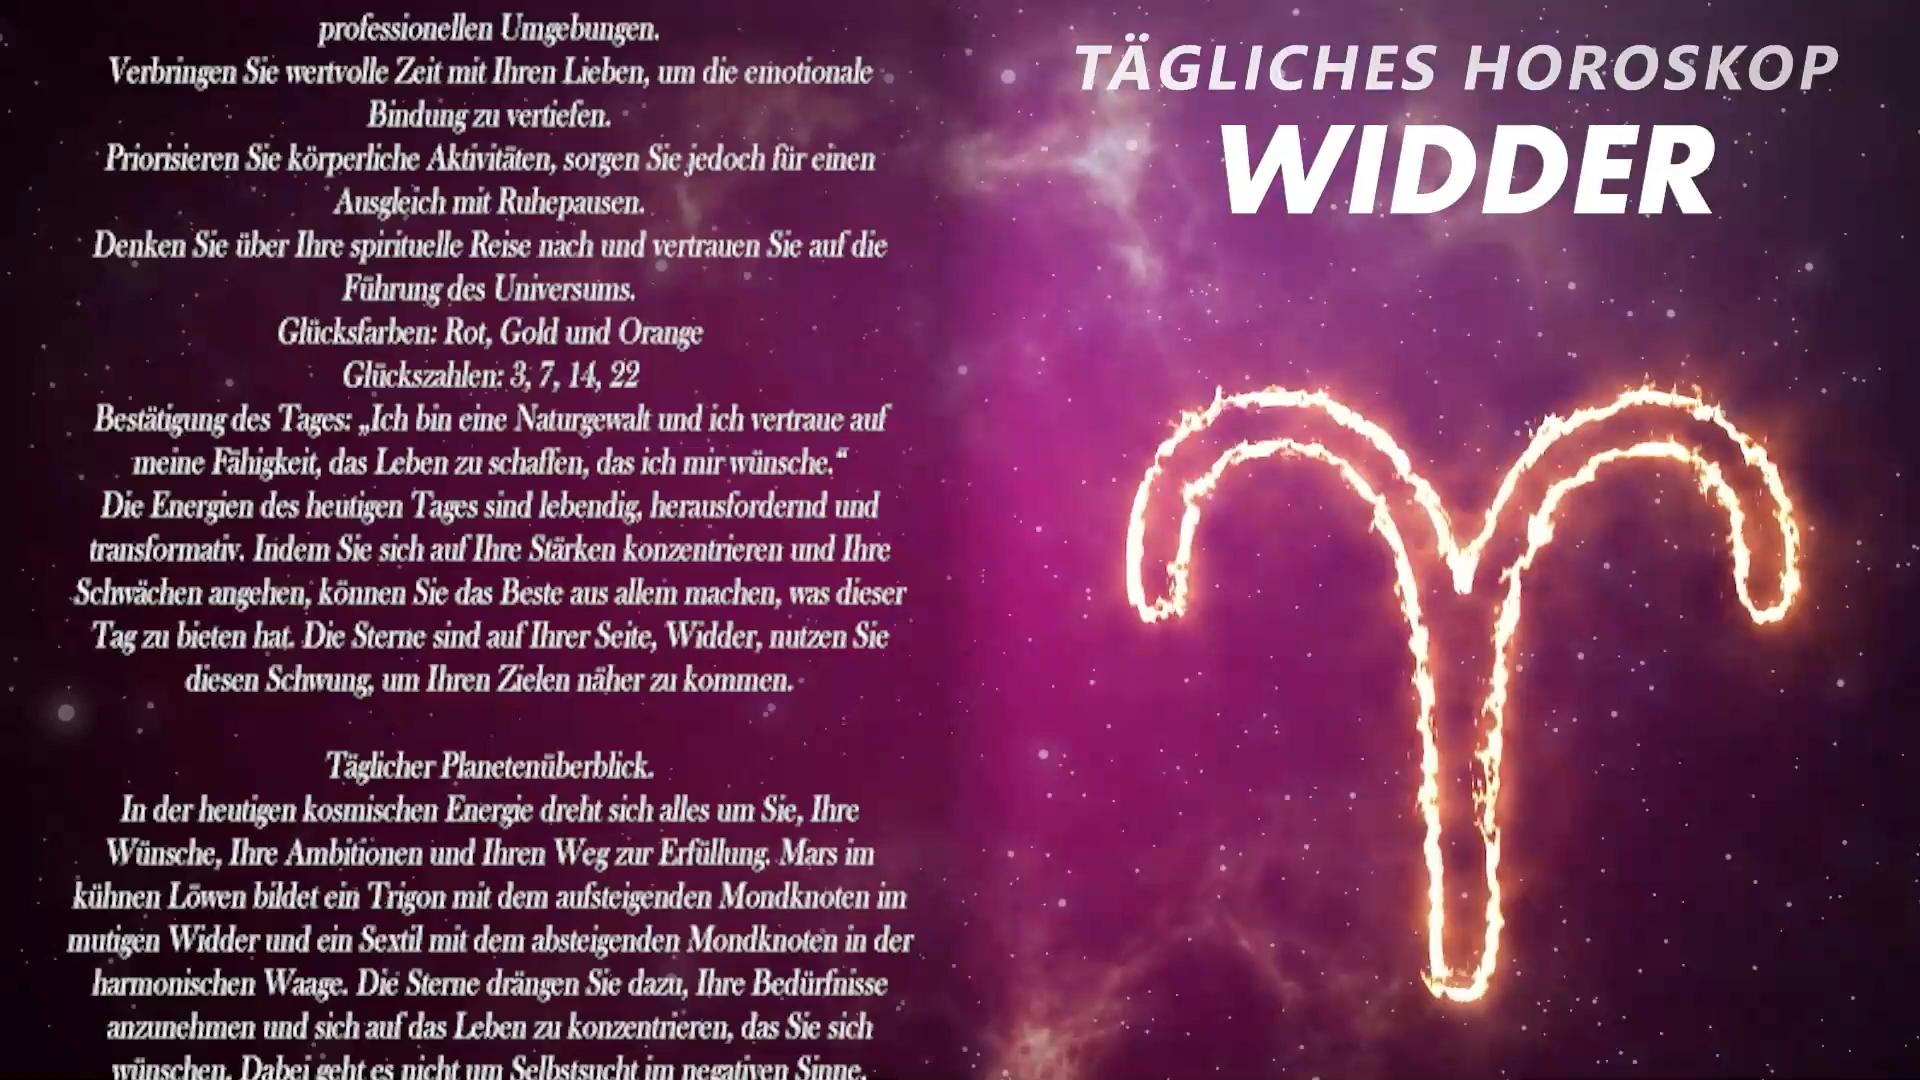 professionellen Umgebungen.
Verbringen Sie wertvolle Zeit mit Ihren Lieben, um die emotionale
Bindung zu vertiefen.
Priorisieren Sie körperliche Aktivitäten, sorgen Sie jedoch für einen
Ausgleich mit Ruhepausen.
Denken Sie über Ihre spirituelle Reise nach und vertrauen Sie auf die
Führung des Universums.
Glücksfarben: Rot, Gold und Orange
Glückszahlen: 3, 7, 14, 22
Bestätigung des Tages: „Ich bin eine Naturgewalt und ich vertraue auf
meine Fähigkeit, das Leben zu schaffen, das ich mir wünsche.“
Die Energien des heutigen Tages sind lebendig, herausfordernd und
transformativ. Indem Sie sich auf Ihre Stärken konzentrieren und Ihre
Schwächen angehen, können Sie das Beste aus allem machen, was dieser
Tag zu bieten hat. Die Sterne sind auf Ihrer Seite, Widder, nutzen Sie
diesen Schwung, um Ihren Zielen näher zu kommen.
Täglicher Planetenüberblick.
In der heutigen kosmischen Energie dreht sich alles um Sie, Ihre
Wünsche, Ihre Ambitionen und Ihren Weg zur Erfüllung. Mars im
kühnen Löwen bildet ein Trigon mit dem aufsteigenden Mondknoten im
mutigen Widder und ein Sextil mit dem absteigenden Mondknoten in der
harmonischen Waage. Die Sterne drängen Sie dazu, Ihre Bedürfnisse
anzunehmen und sich auf das Leben zu konzentrieren, das Sie sich
wünschen. Dabei geht es nicht um Selbstsucht im negativen Sinne,
TÄGLICHES HOROSKOP
WIDDER